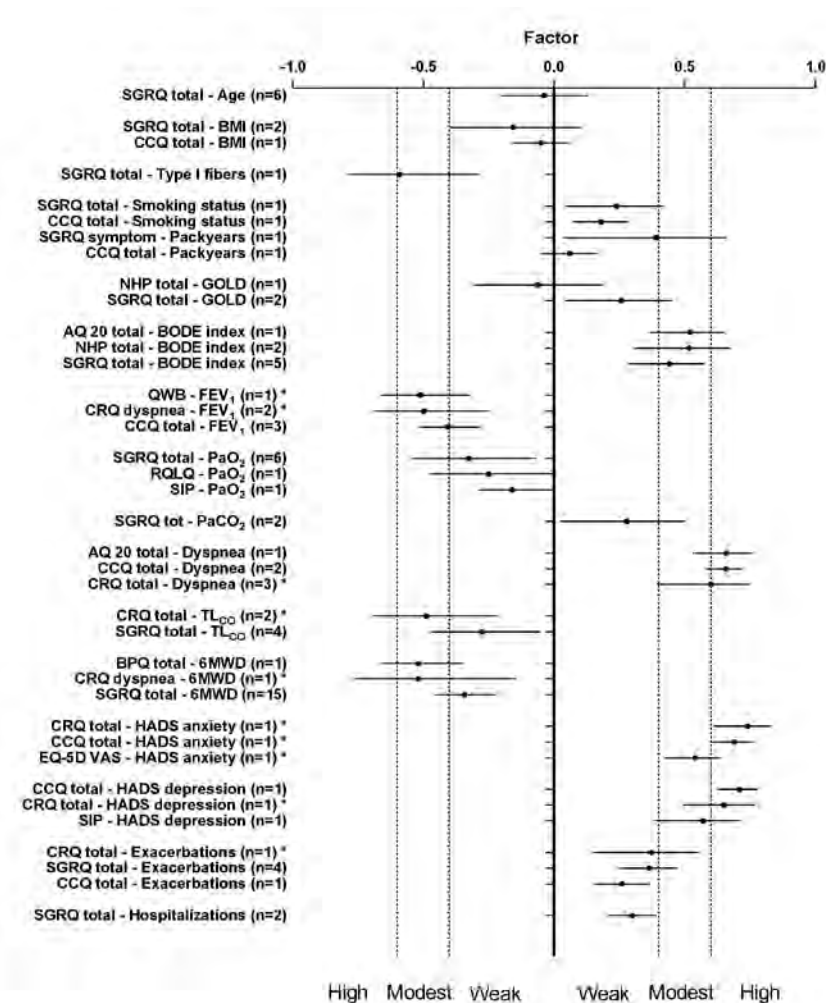 Factor
-1.0 -0.5 0.0 0.5 1.0
SGRQ total - Age (n=6)
SGRQ total - BMI (n=2)
CCQ total - BMI (n=1)
SGRQ total - Type I fibers (n=1)
SGRQ total - Smoking status (n=1)
CCQ total - Smoking status (n=1)
SGRQ symptom - Packyears (n=1)
CCQ total - Packyears (n=1)
NHP total - GOLD (n=1)
SGRQ total - GOLD (n=2)
AQ 20 total - BODE index (n=1)
NHP total - BODE index (n=2)
SGRQ total - BODE index (n=5)
QWB - FEV₁ (n=1) *
CRQ dyspnea - FEV₁ (n=2) *
CCQ total - FEV₁ (n=3)
SGRQ total - PaO₂ (n=6)
RQLQ - PaO₂ (n=1)
SIP - PaO₂ (n=1)
SGRQ tot - PaCO₂ (n=2)
AQ 20 total - Dyspnea (n=1)
CCQ total - Dyspnea (n=2)
CRQ total - Dyspnea (n=3) *
CRQ total - TL_CO (n=2) *
SGRQ total - TL_CO (n=4)
BPQ total - 6MWD (n=1)
CRQ dyspnea - 6MWD (n=1) *
SGRQ total - 6MWD (n=15)
CRQ total - HADS anxiety (n=1) *
CCQ total - HADS anxiety (n=1) *
EQ-5D VAS - HADS anxiety (n=1) *
CCQ total - HADS depression (n=1)
CRQ total - HADS depression (n=1) *
SIP - HADS depression (n=1)
CRQ total - Exacerbations (n=1) *
SGRQ total - Exacerbations (n=4)
CCQ total - Exacerbations (n=1)
SGRQ total - Hospitalizations (n=2)
High Modest Weak Weak Modest High